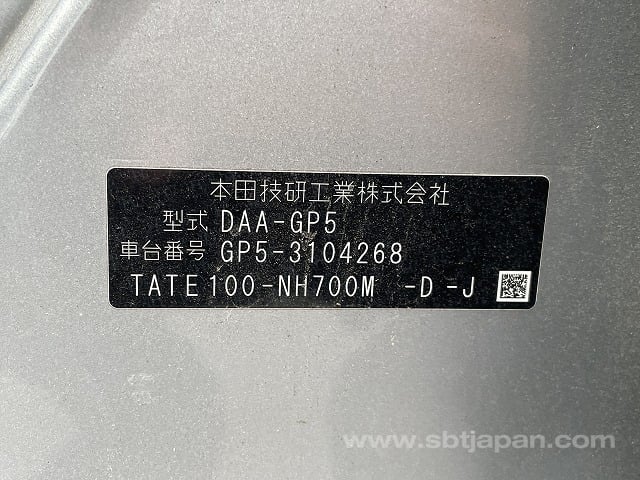 本田技研工業株式会社
型式 DAA-GP5
車台番号 GP5-3104268
TATE100-NH700M -D-J
www.sbtjapan.com